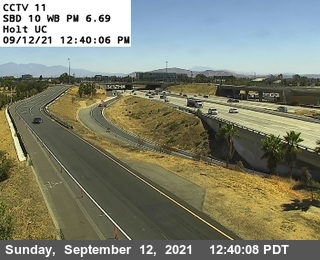 CCTV 11
SBD 10 WB PM 6.69
Holt UC
09/12/21 12:40:06 PM
Sunday, September 12, 2021 12:40:08 PDT